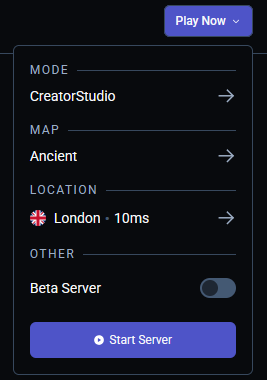 Play Now
MODE
CreatorStudio
MAP
Ancient
LOCATION
London • 10ms
OTHER
Beta Server
Start Server